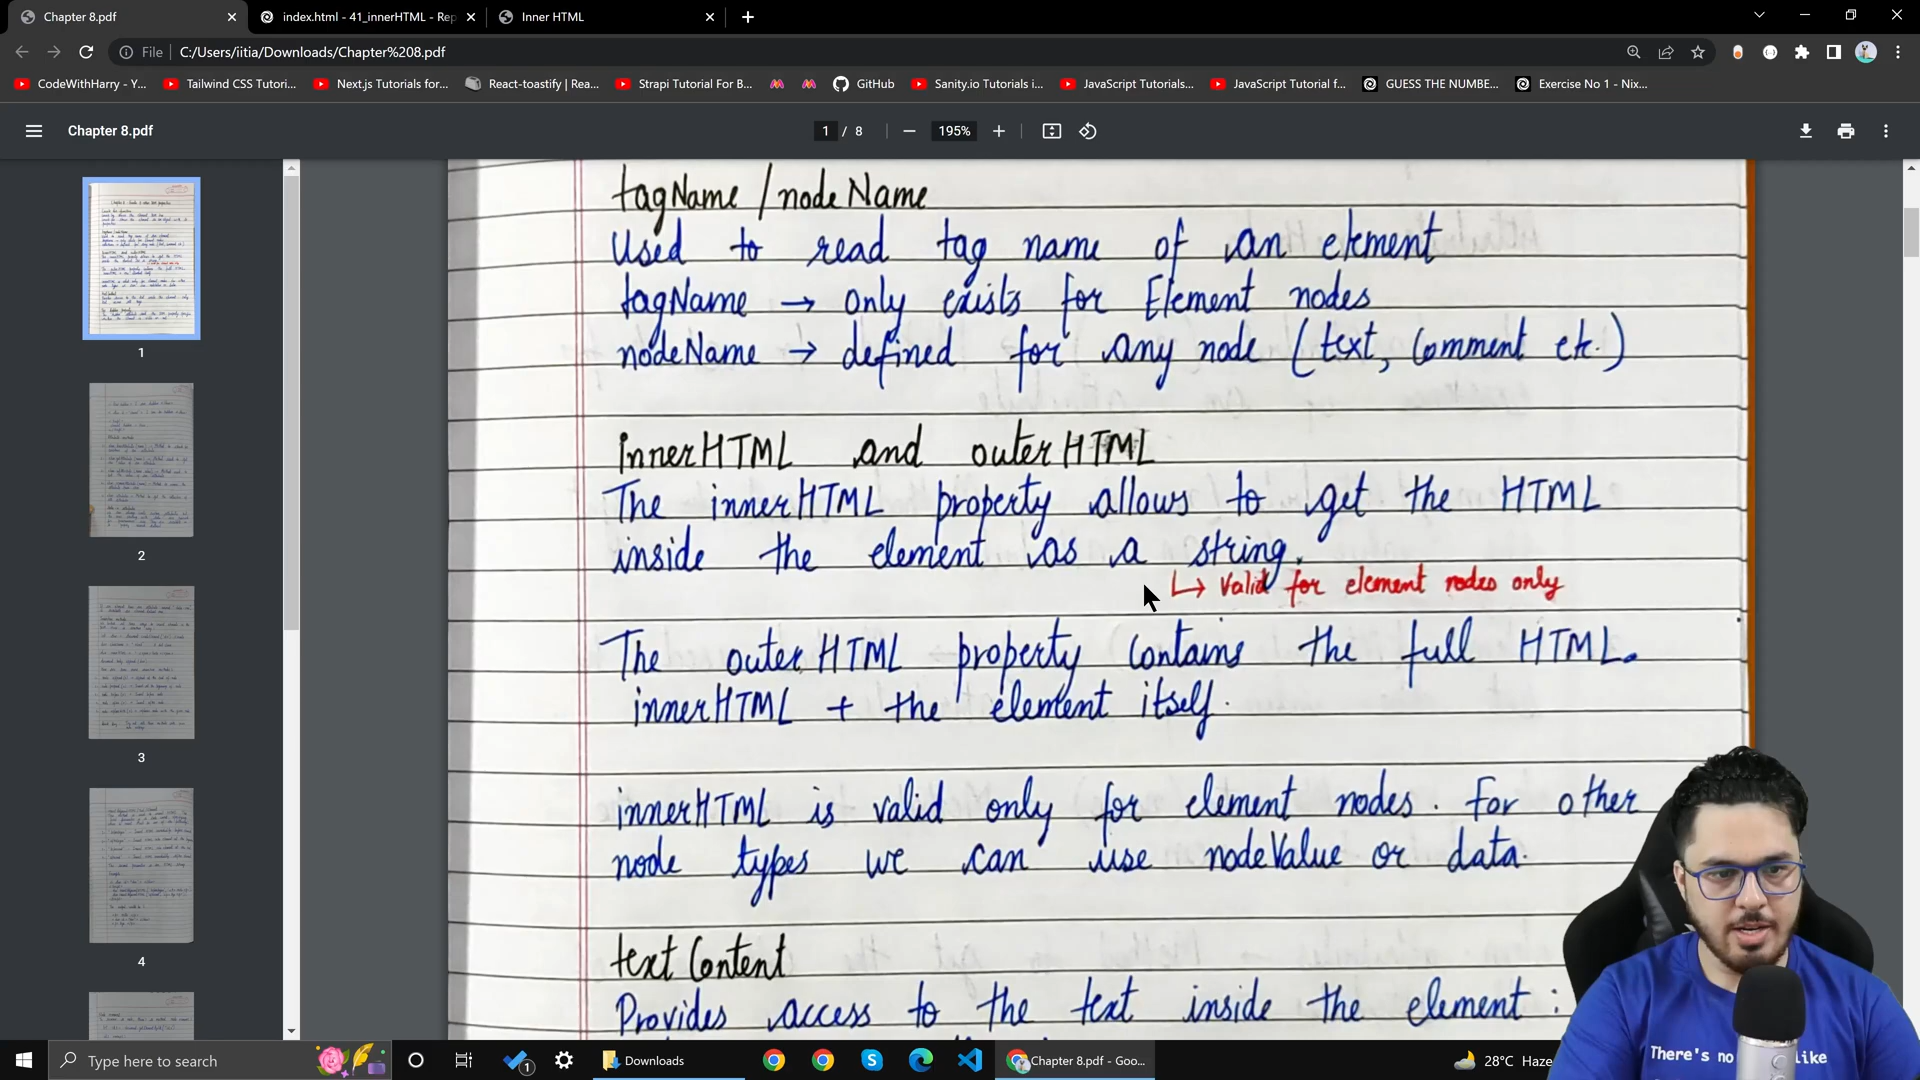 Chapter 8.pdf
index.html - 41_innerHTML - Rep
Inner HTML
File
C:/Users/iitia/Downloads/Chapter%208.pdf
CodeWithHarry - Y...
Tailwind CSS Tutori...
Next.js Tutorials for...
React-toastify | Rea...
Strapi Tutorial For B...
GitHub
Sanity.io Tutorials i...
JavaScript Tutorials...
JavaScript Tutorial f...
GUESS THE NUMBE...
Exercise No 1 - Nix...
Chapter 8.pdf
1 / 8
195%
tagName / nodeName
Used to read tag name of an element
tagName → only exists for Element nodes
nodeName → defined for any node (text, comment etc.)
innerHTML and outerHTML
The innerHTML property allows to get the HTML
inside the element as a string.
↳ Valid for element nodes only
The outerHTML property contains the full HTML.
innerHTML + the element itself.
innerHTML is valid only for element nodes. For other
node types we can use nodeValue or data.
textContent
Provides access to the text inside the element :
1
2
3
4
There's no
like
Type here to search
1
Downloads
Chapter 8.pdf - Goo...
28°C Haze